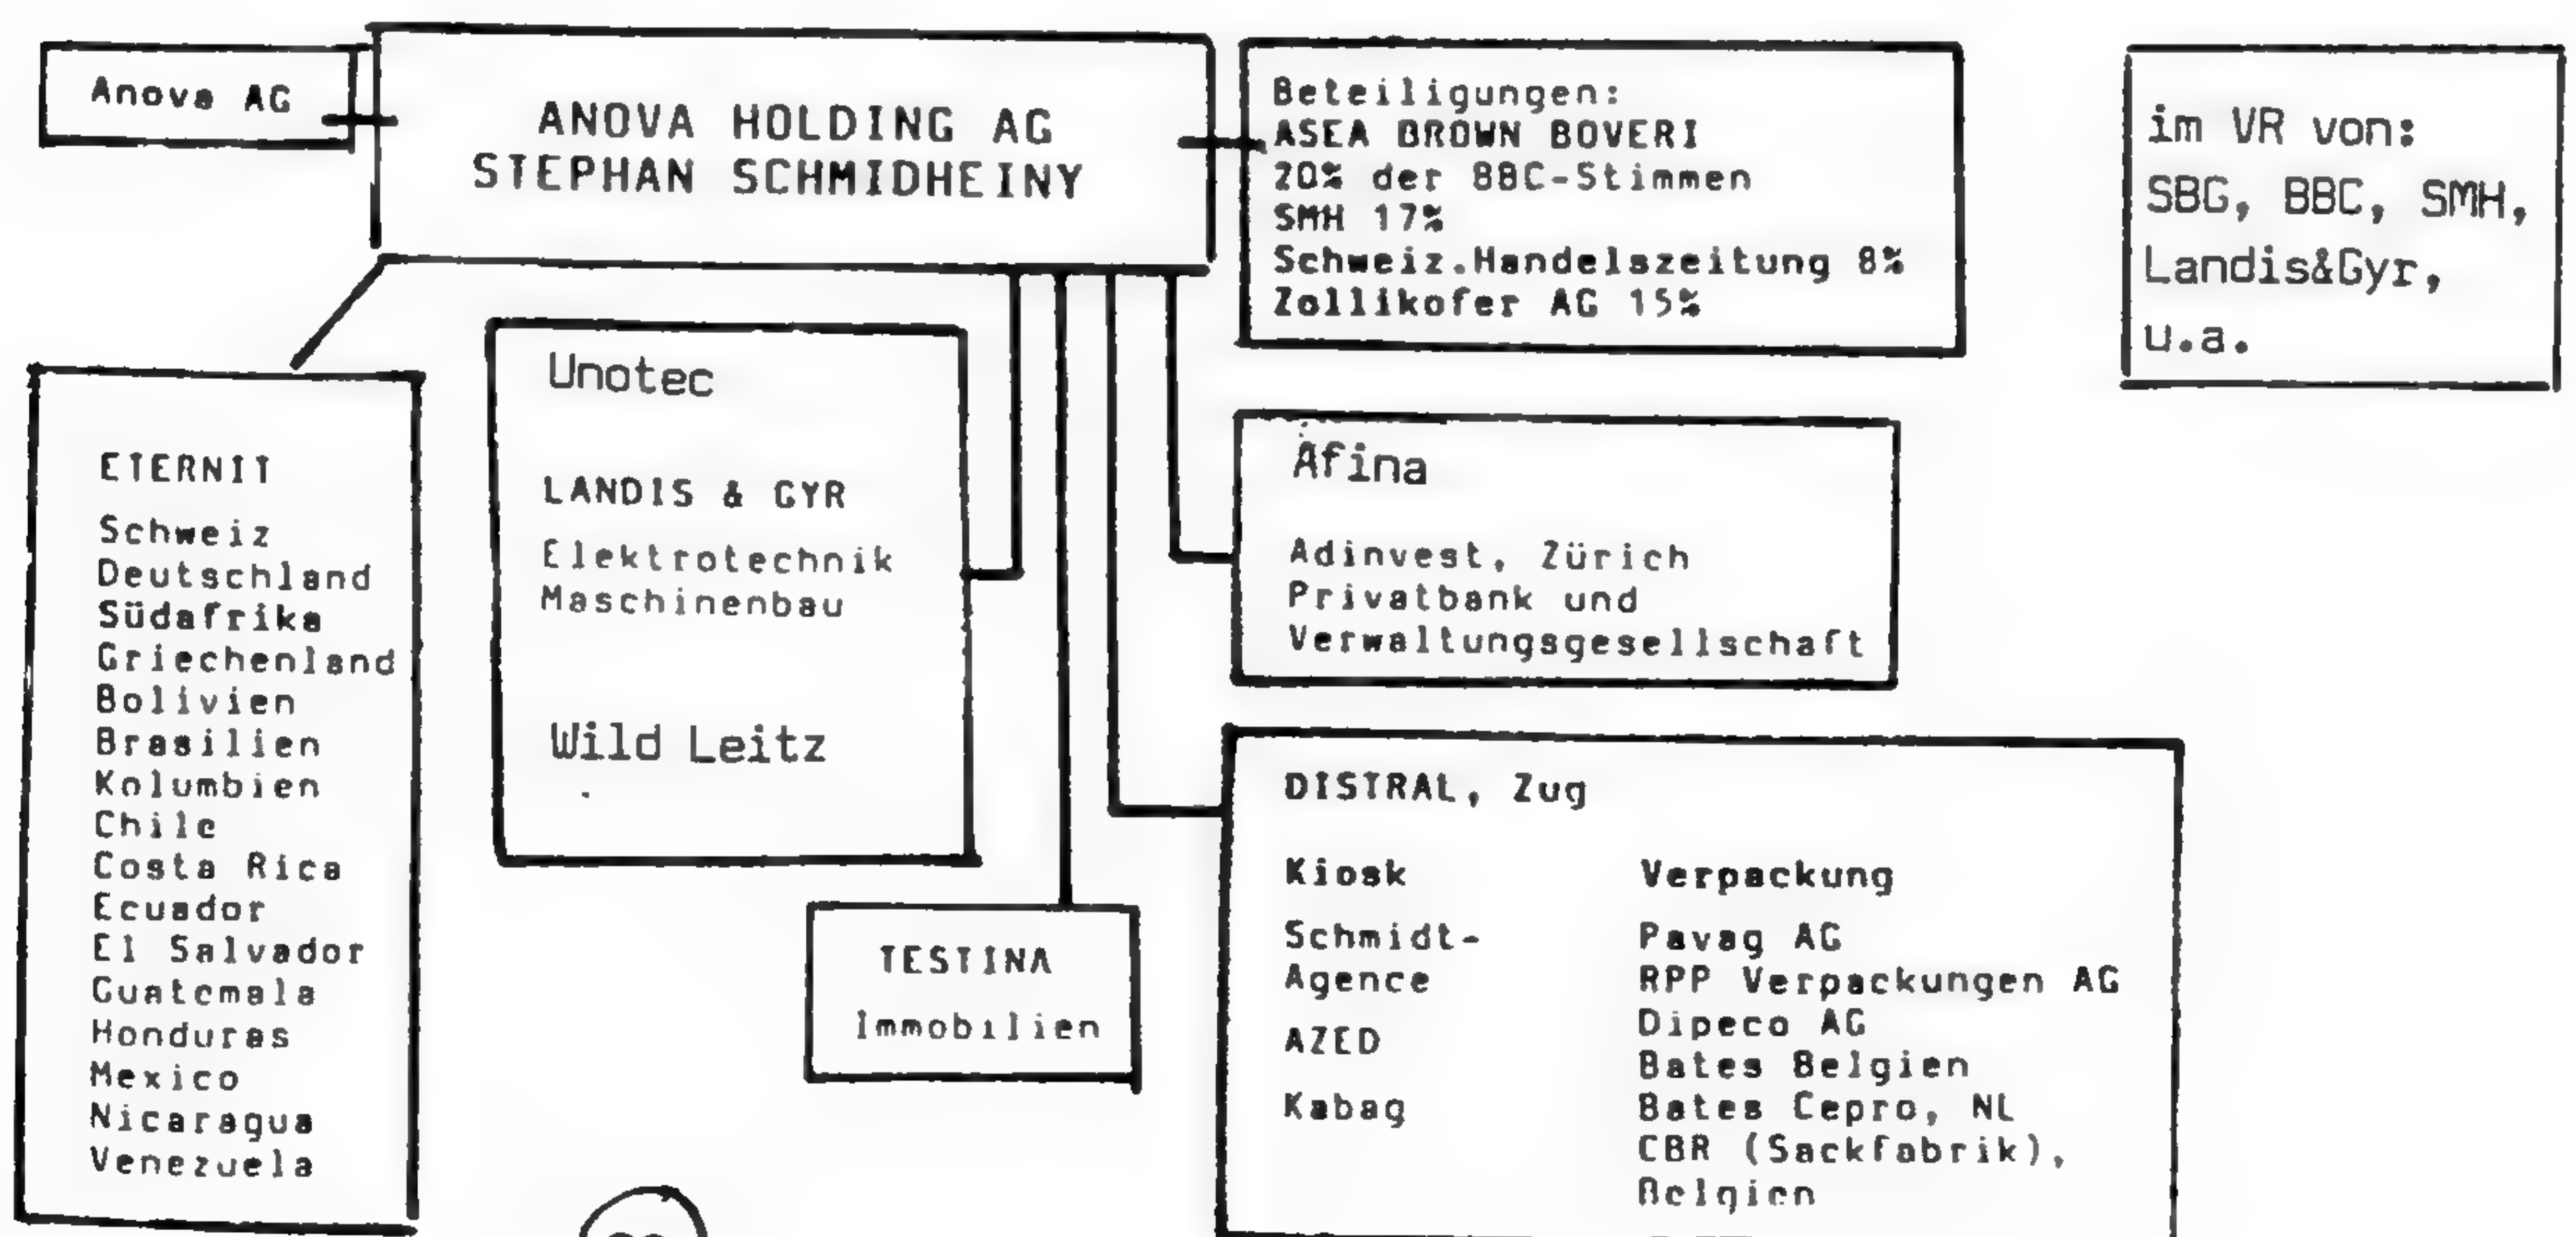 Anova AG
ANOVA HOLDING AG
STEPHAN SCHMIDHEINY
Beteiligungen:
ASEA BROWN BOVERI
20% der BBC-Stimmen
SMH 17%
Schweiz.Handelszeitung 8%
Zollikofer AG 15%
im VR von:
SBG, BBC, SMH,
Landis&Gyr,
u.a.
ETERNIT
Schweiz
Deutschland
Südafrika
Griechenland
Bolivien
Brasilien
Kolumbien
Chile
Costa Rica
Ecuador
El Salvador
Guatemala
Honduras
Mexico
Nicaragua
Venezuela
Unotec
LANDIS & GYR
Elektrotechnik
Maschinenbau
Wild Leitz
TESTINA
Immobilien
Afina
Adinvest, Zürich
Privatbank und
Verwaltungsgesellschaft
DISTRAL, Zug
Kiosk
Schmidt-
Agence
AZED
Kabag
Verpackung
Pavag AG
RPP Verpackungen AG
Dipeco AG
Bates Belgien
Bates Cepro, NL
CBR (Sackfabrik),
Belgien